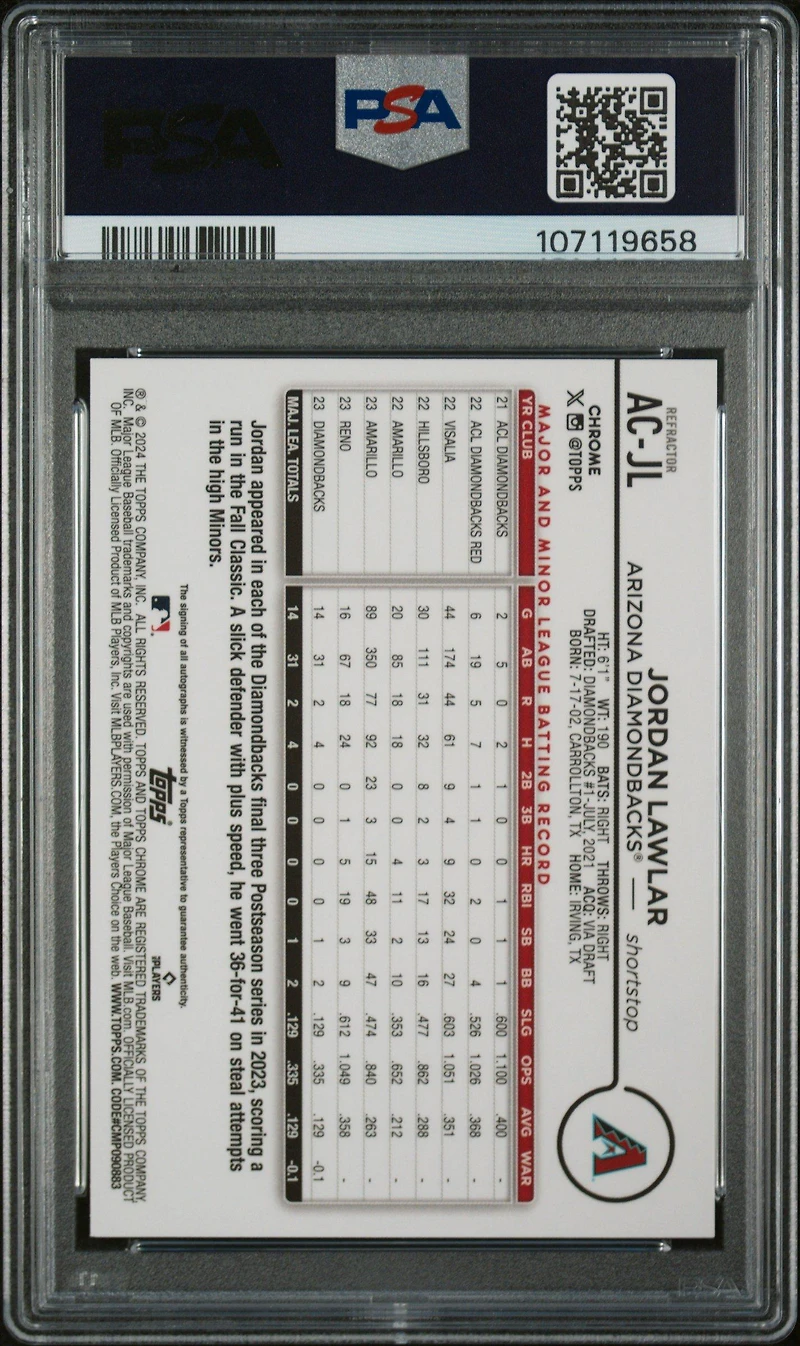 PSA
PSA
107119658
REFRACTOR
AC-JL
JORDAN LAWLAR
ARIZONA DIAMONDBACKS® — shortstop
CHROME
X @TOPPS
HT: 6'1" WT: 190 BATS: RIGHT THROWS: RIGHT
DRAFTED: DIAMONDBACKS #1-JULY, 2021 ACQ: VIA DRAFT
BORN: 7-17-02, CARROLLTON, TX HOME: IRVING, TX
MAJOR AND MINOR LEAGUE BATTING RECORD
YR CLUB G AB R H 2B 3B HR RBI SB BB SLG OPS AVG WAR
21 ACL DIAMONDBACKS 2 5 0 2 1 0 0 1 1 1 .600 1.100 .400 -
22 ACL DIAMONDBACKS RED 6 19 5 7 1 1 0 2 0 4 .526 1.026 .368 -
22 VISALIA 44 174 44 61 9 4 9 32 24 27 .603 1.051 .351 -
22 HILLSBORO 30 111 31 32 8 2 3 17 13 16 .477 .862 .288 -
22 AMARILLO 20 85 18 18 0 0 4 11 2 10 .353 .652 .212 -
23 AMARILLO 89 350 77 92 23 3 15 48 33 47 .474 .840 .263 -
23 RENO 16 67 18 24 0 1 5 19 3 9 .612 1.049 .358 -
23 DIAMONDBACKS 14 31 2 4 0 0 0 0 1 2 .129 .335 .129 -0.1
MAJ. LEA. TOTALS 14 31 2 4 0 0 0 0 1 2 .129 .335 .129 -0.1
Jordan appeared in each of the Diamondbacks final three Postseason series in 2023, scoring a
run in the Fall Classic. A slick defender with plus speed, he went 36-for-41 on steal attempts
in the high Minors.
The signing of all autographs is witnessed by a Topps representative to guarantee authenticity.
topps®
PLAYERS
® & © 2024 THE TOPPS COMPANY, INC. ALL RIGHTS RESERVED. TOPPS AND TOPPS CHROME ARE REGISTERED TRADEMARKS OF THE TOPPS COMPANY,
INC. Major League Baseball trademarks and copyrights are used with permission of Major League Baseball. Visit MLB.com. OFFICIALLY LICENSED PRODUCT
OF MLB. Officially Licensed Product of MLB Players, Inc. Visit MLBPLAYERS.COM, the Players Choice on the web. WWW.TOPPS.COM. CODE#CMP090883